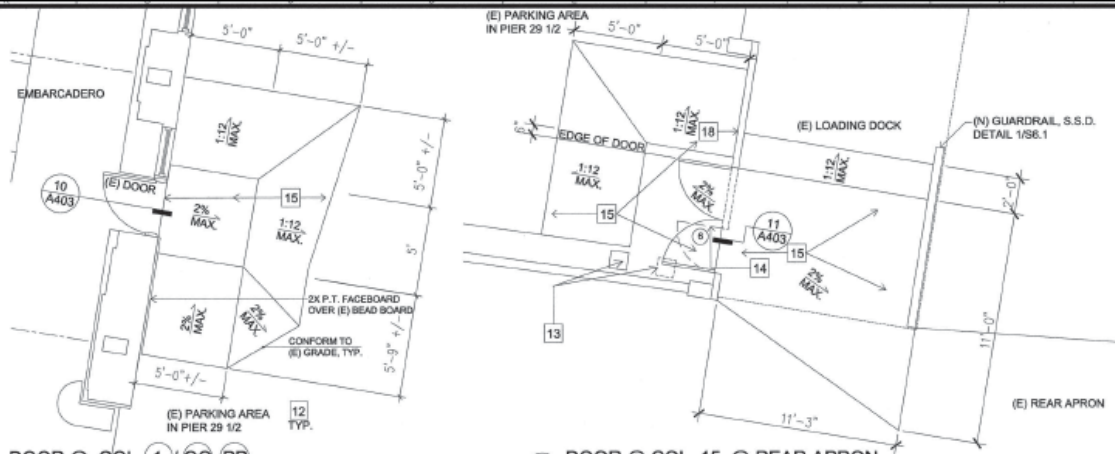 5'-0"
5'-0" +/-
EMBARCADERO
1:12
MAX.
10
A403
(E) DOOR
2%
MAX.
15
1:12
MAX.
5'-0" +/-
5'
2%
MAX.
2%
MAX.
2X P.T. FACEBOARD
OVER (E) BEAD BOARD
CONFORM TO
(E) GRADE, TYP.
5'-9" +/-
5'-0"+/-
(E) PARKING AREA
IN PIER 29 1/2
12
TYP.
(E) PARKING AREA
IN PIER 29 1/2
5'-0"
5'-0"
6"
EDGE OF DOOR
1:12
MAX.
18
(E) LOADING DOCK
(N) GUARDRAIL, S.S.D.
DETAIL 1/S6.1
1:12
MAX.
1:12
MAX.
2%
MAX.
2'-0"
15
11
A403
15
14
2%
MAX.
13
11'-0"
11'-3"
(E) REAR APRON
DOOR @ COL. 15 @ REAR APRON